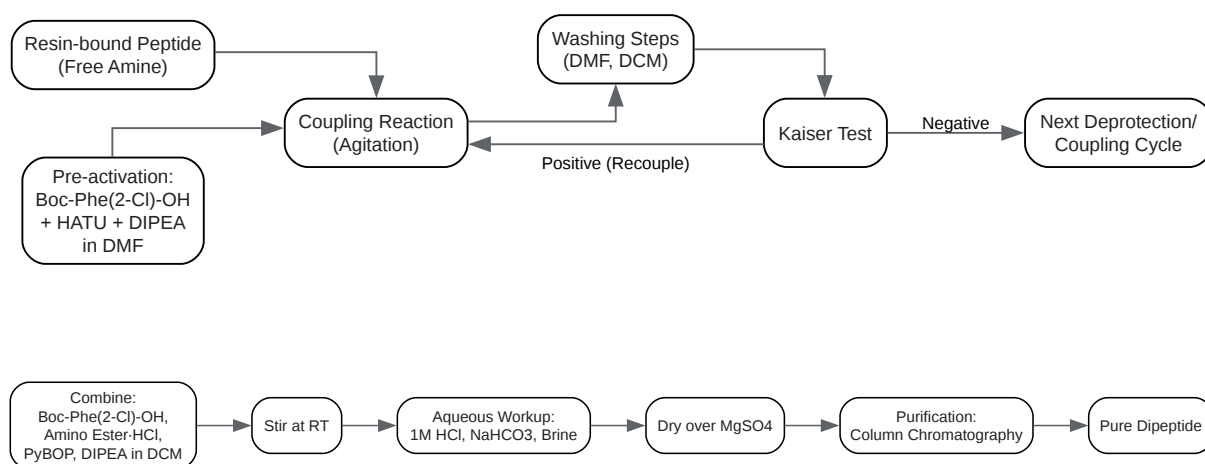 Resin-bound Peptide
(Free Amine)
Washing Steps
(DMF, DCM)
Coupling Reaction
(Agitation)
Kaiser Test
Negative
Next Deprotection/
Coupling Cycle
Positive (Recouple)
Pre-activation:
Boc-Phe(2-Cl)-OH
+ HATU + DIPEA
in DMF
Combine:
Boc-Phe(2-Cl)-OH,
Amino Ester·HCl,
PyBOP, DIPEA in DCM
Stir at RT
Aqueous Workup:
1M HCl, NaHCO3, Brine
Dry over MgSO4
Purification:
Column Chromatography
Pure Dipeptide